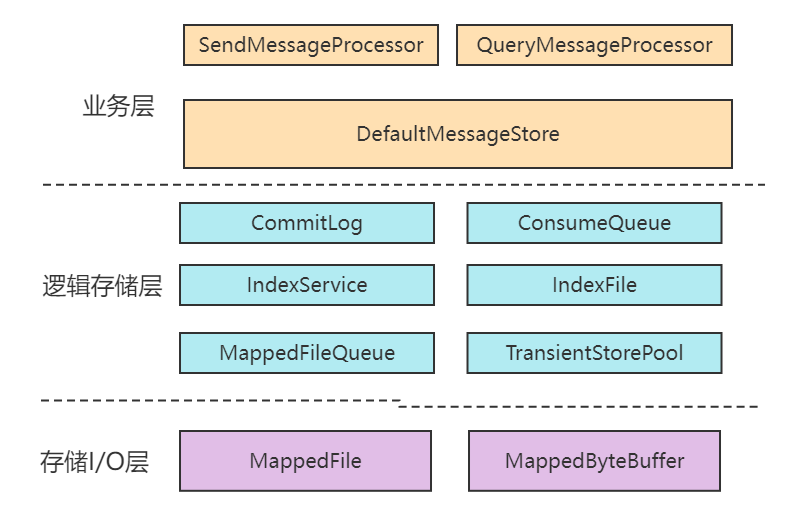 SendMessageProcessor
QueryMessageProcessor
业务层
DefaultMessageStore
CommitLog
ConsumeQueue
逻辑存储层
IndexService
IndexFile
MappedFileQueue
TransientStorePool
存储I/O层
MappedFile
MappedByteBuffer